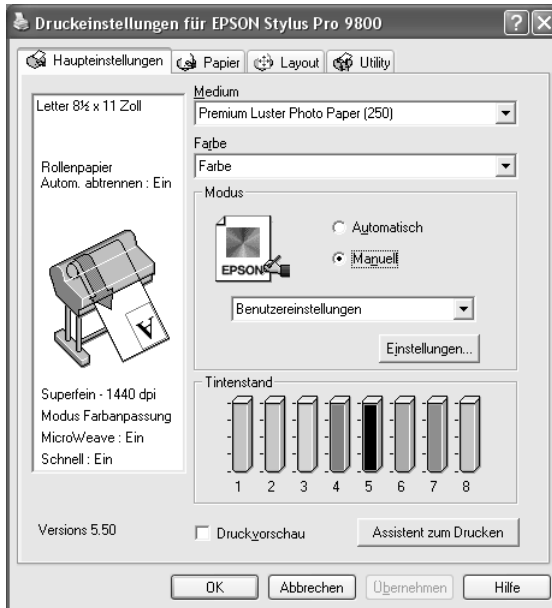 Druckeinstellungen für EPSON Stylus Pro 9800
Haupteinstellungen
Papier
Layout
Utility
Letter 8½ x 11 Zoll
Rollenpapier
Autom. abtrennen : Ein
A
Superfein - 1440 dpi
Modus Farbanpassung
MicroWeave : Ein
Schnell : Ein
Versions 5.50
Medium
Premium Luster Photo Paper (250)
Farbe
Farbe
Modus
EPSON
Automatisch
Manuell
Benutzereinstellungen
Einstellungen...
Tintenstand
1 2 3 4 5 6 7 8
Druckvorschau
Assistent zum Drucken
OK
Abbrechen
Übernehmen
Hilfe